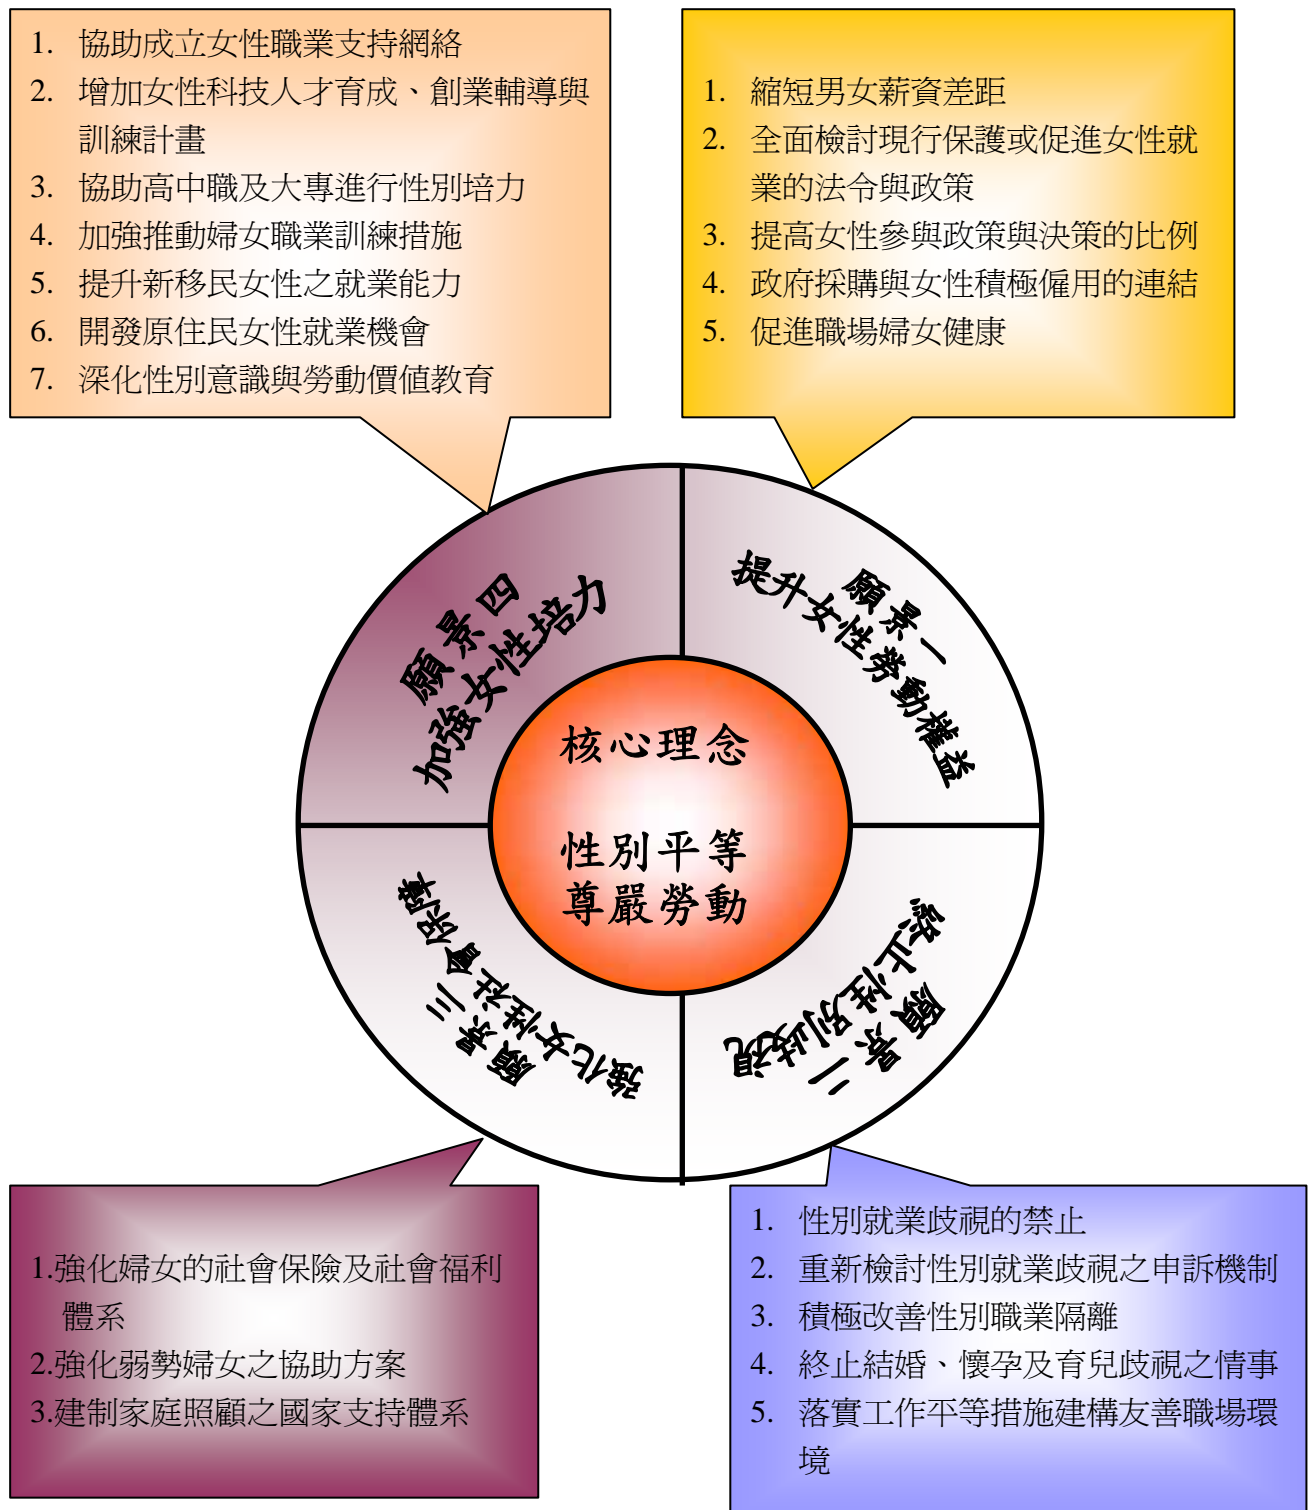 1. 協助成立女性職業支持網絡
2. 增加女性科技人才育成、創業輔導與
訓練計畫
3. 協助高中職及大專進行性別培力
4. 加強推動婦女職業訓練措施
5. 提升新移民女性之就業能力
6. 開發原住民女性就業機會
7. 深化性別意識與勞動價值教育
1. 縮短男女薪資差距
2. 全面檢討現行保護或促進女性就
業的法令與政策
3. 提高女性參與政策與決策的比例
4. 政府採購與女性積極僱用的連結
5. 促進職場婦女健康
願景四
加強女性培力
願景一
提升女性勞動權益
核心理念
性別平等
尊嚴勞動
願景三
強化女性社會保障
願景二
終止性別歧視
1.強化婦女的社會保險及社會福利
體系
2.強化弱勢婦女之協助方案
3.建制家庭照顧之國家支持體系
1. 性別就業歧視的禁止
2. 重新檢討性別就業歧視之申訴機制
3. 積極改善性別職業隔離
4. 終止結婚、懷孕及育兒歧視之情事
5. 落實工作平等措施建構友善職場環
境